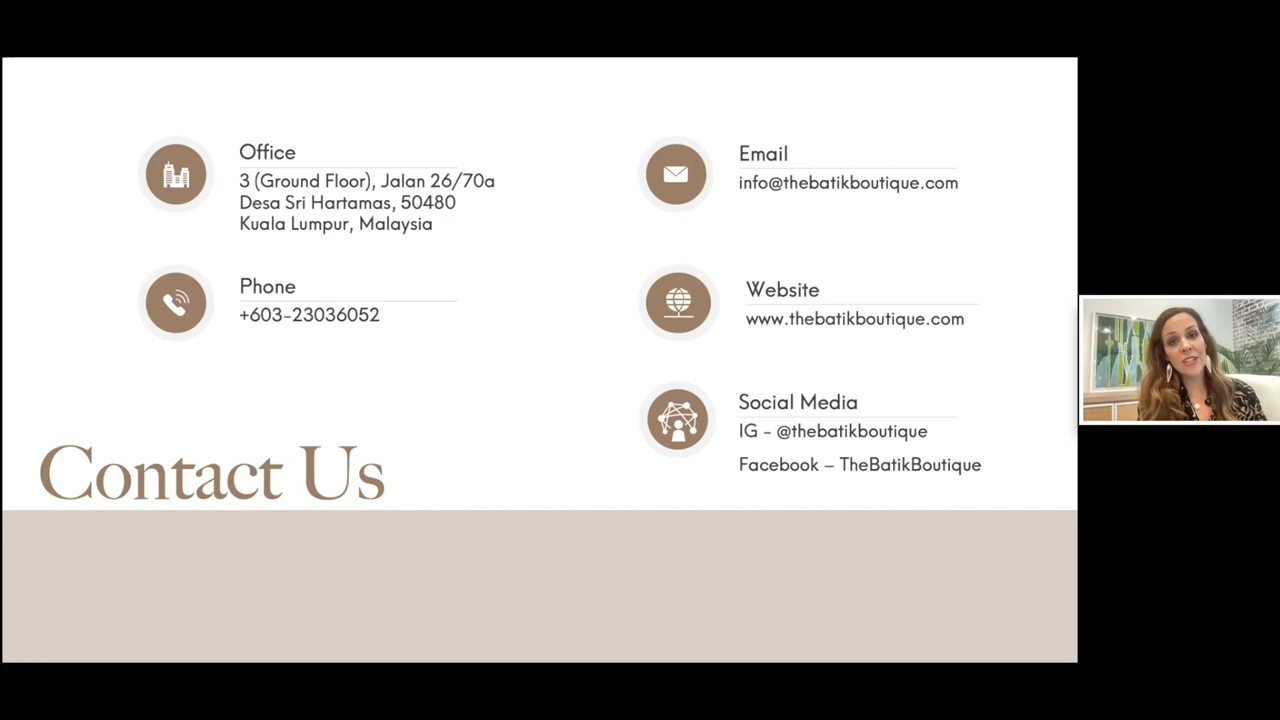 Office
3 (Ground Floor), Jalan 26/70a
Desa Sri Hartamas, 50480
Kuala Lumpur, Malaysia
Phone
+603-23036052
Email
info@thebatikboutique.com
Website
www.thebatikboutique.com
Social Media
IG - @thebatikboutique
Facebook – TheBatikBoutique
Contact Us